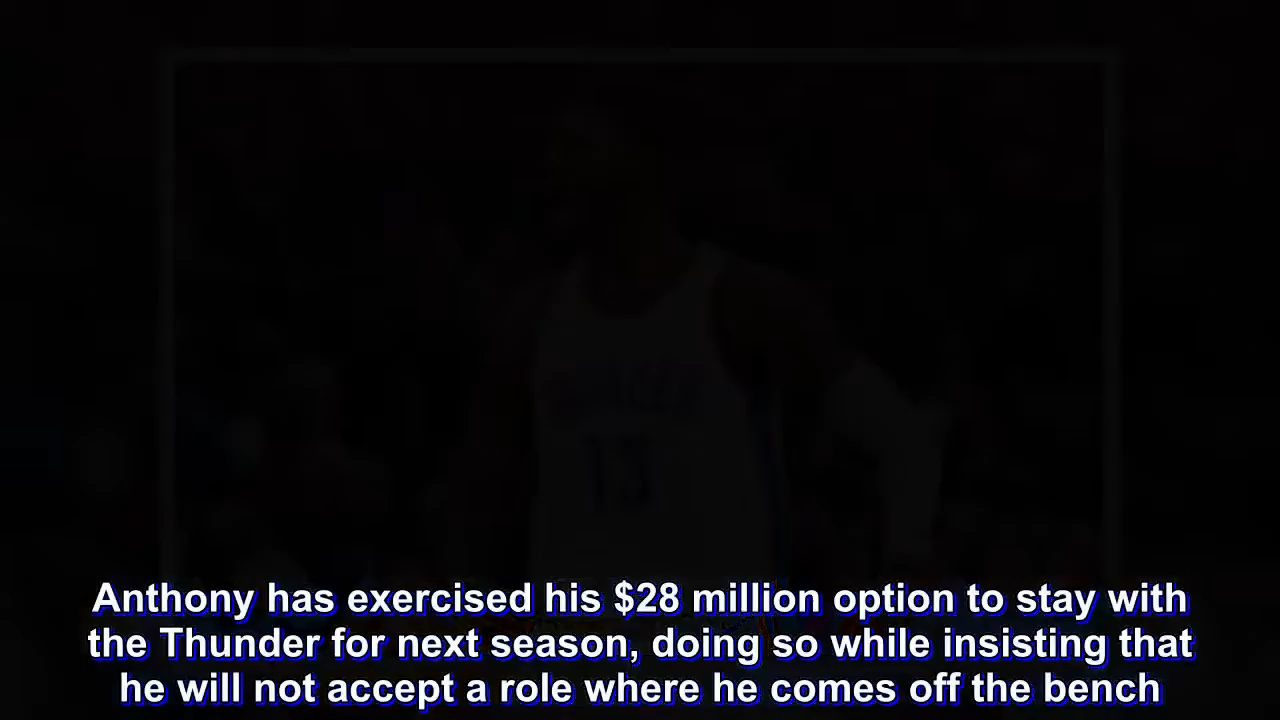 Anthony has exercised his $28 million option to stay with
the Thunder for next season, doing so while insisting that
he will not accept a role where he comes off the bench